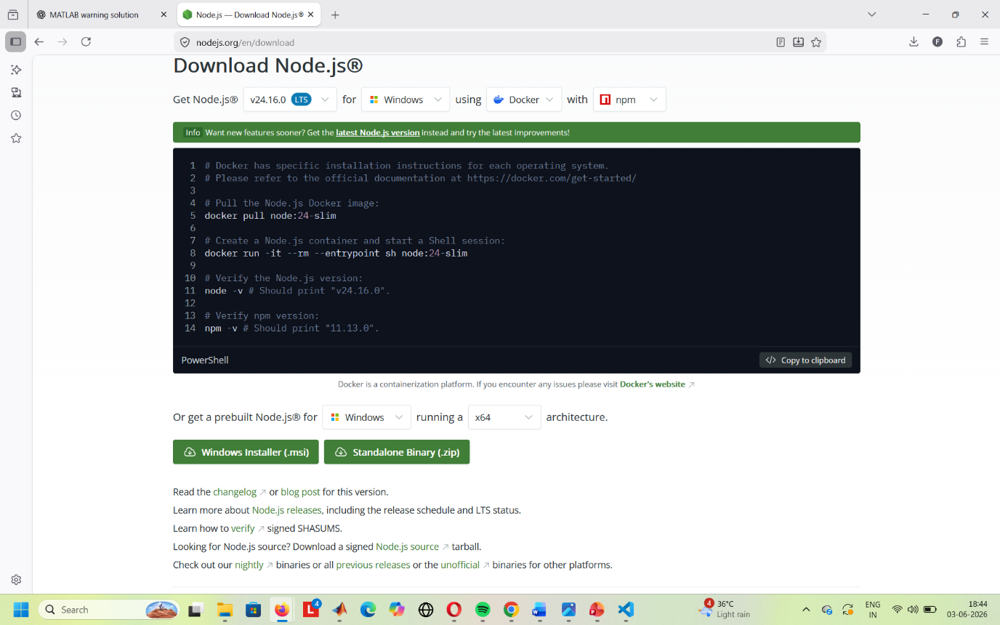 MATLAB warning solution
Node.js — Download Node.js®
nodejs.org/en/download
F
Download Node.js®
Get Node.js® v24.16.0 LTS for Windows using Docker with npm
Info Want new features sooner? Get the latest Node.js version instead and try the latest improvements!
1 # Docker has specific installation instructions for each operating system.
2 # Please refer to the official documentation at https://docker.com/get-started/
3
4 # Pull the Node.js Docker image:
5 docker pull node:24-slim
6
7 # Create a Node.js container and start a Shell session:
8 docker run -it --rm --entrypoint sh node:24-slim
9
10 # Verify the Node.js version:
11 node -v # Should print "v24.16.0".
12
13 # Verify npm version:
14 npm -v # Should print "11.13.0".
PowerShell </> Copy to clipboard
Docker is a containerization platform. If you encounter any issues please visit Docker's website
Or get a prebuilt Node.js® for Windows running a x64 architecture.
Windows Installer (.msi) Standalone Binary (.zip)
Read the changelog or blog post for this version.
Learn more about Node.js releases, including the release schedule and LTS status.
Learn how to verify signed SHASUMS.
Looking for Node.js source? Download a signed Node.js source tarball.
Check out our nightly binaries or all previous releases or the unofficial binaries for other platforms.
Search
L 4
4 36°C
Light rain
ENG
IN
18:44
03-06-2026